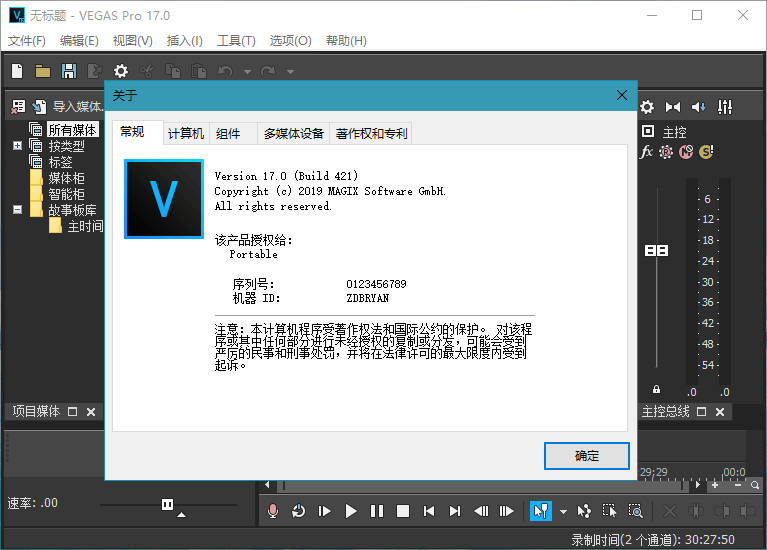 无标题 - VEGAS Pro 17.0
文件(F) 编辑(E) 视图(V) 插入(I) 工具(T) 选项(O) 帮助(H)
导入媒体...
所有媒体
按类型
标签
媒体柜
智能柜
故事板库
主时间
项目媒体
关于
常规 计算机 组件 多媒体设备 著作权和专利
V
Version 17.0 (Build 421)
Copyright (c) 2019 MAGIX Software GmbH.
All rights reserved.
该产品授权给:
Portable
序列号: 0123456789
机器 ID: ZDBRYAN
注意: 本计算机程序受著作权法和国际公约的保护。 对该程
序或其中任何部分进行未经授权的复制或分发，可能会受到
严厉的民事和刑事处罚，并将在法律许可的最大限度内受到
起诉。
确定
主控
fx
- 6 -
-12-
-18-
-24-
-30-
-36-
-42-
-48-
-54-
.0 .0
主控总线
29;29 00:0
速率: .00
录制时间(2 个通道): 30:27:50